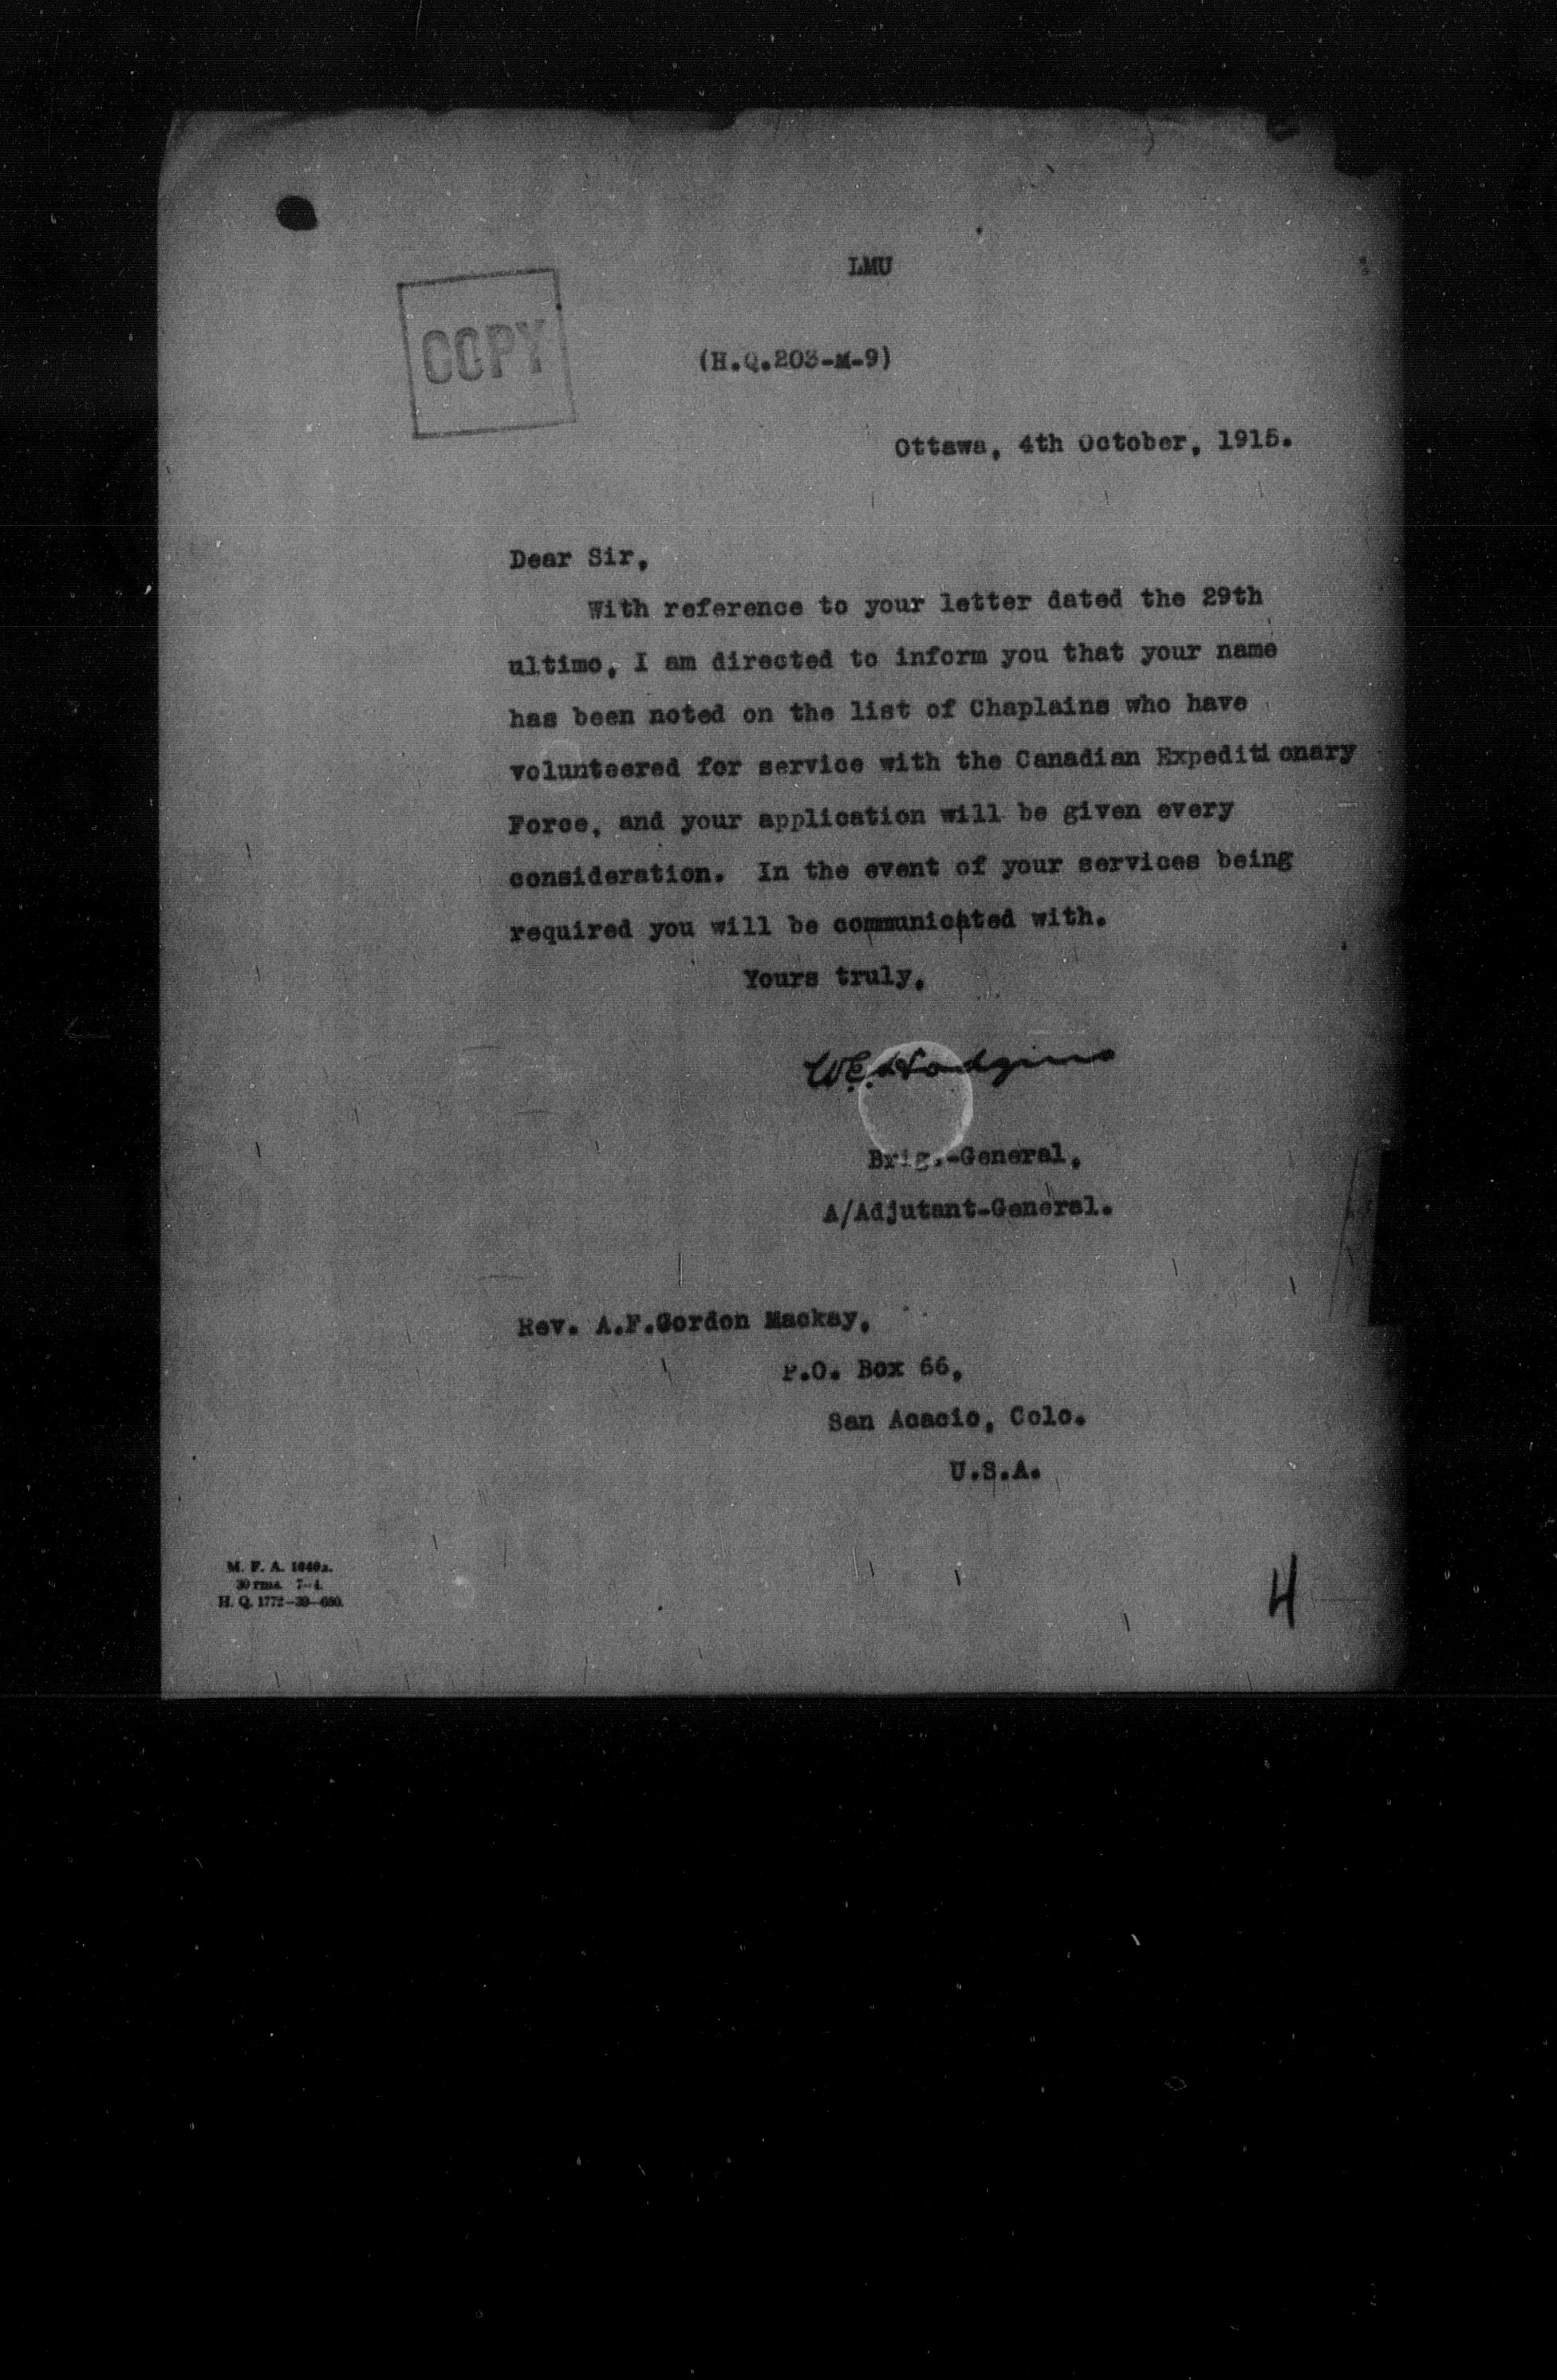 LMU
COPY
(H.Q.203-M-9)
Ottawa, 4th October, 1915.
Dear Sir,
With reference to your letter dated the 29th
ultimo, I am directed to inform you that your name
has been noted on the list of Chaplains who have
volunteered for service with the Canadian Expeditionary
Force, and your application will be given every
consideration. In the event of your services being
required you will be communicated with.
Yours truly,
W.E. Hodgins
Brig.-General,
A/Adjutant-General.
Rev. A.F.Gordon Mackay,
P.O. Box 66,
San Acacio, Colo.
U.S.A.
M. F. A.
H. Q. 1772-39
4